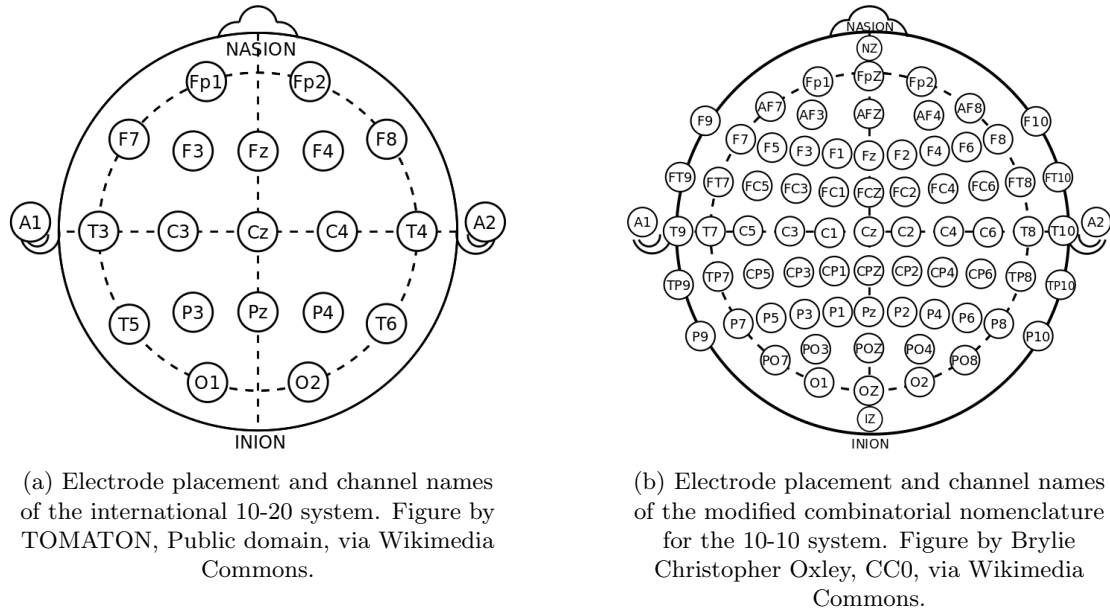 NASION
Fp1 Fp2
F7 F3 Fz F4 F8
A1 T3 C3 Cz C4 T4 A2
T5 P3 Pz P4 T6
O1 O2
INION
(a) Electrode placement and channel names
of the international 10-20 system. Figure by
TOMATON, Public domain, via Wikimedia
Commons.
NASION
NZ
Fp1 FpZ Fp2
AF7 AF3 AFZ AF4 AF8
F9 F7 F5 F3 F1 Fz F2 F4 F6 F8 F10
FT9 FT7 FC5 FC3 FC1 FCZ FC2 FC4 FC6 FT8 FT10
A1 T9 T7 C5 C3 C1 Cz C2 C4 C6 T8 T10 A2
TP9 TP7 CP5 CP3 CP1 CPZ CP2 CP4 CP6 TP8 TP10
P9 P7 P5 P3 P1 Pz P2 P4 P6 P8 P10
PO7 PO3 POZ PO4 PO8
O1 OZ O2
IZ
INION
(b) Electrode placement and channel names
of the modified combinatorial nomenclature
for the 10-10 system. Figure by Brylie
Christopher Oxley, CC0, via Wikimedia
Commons.